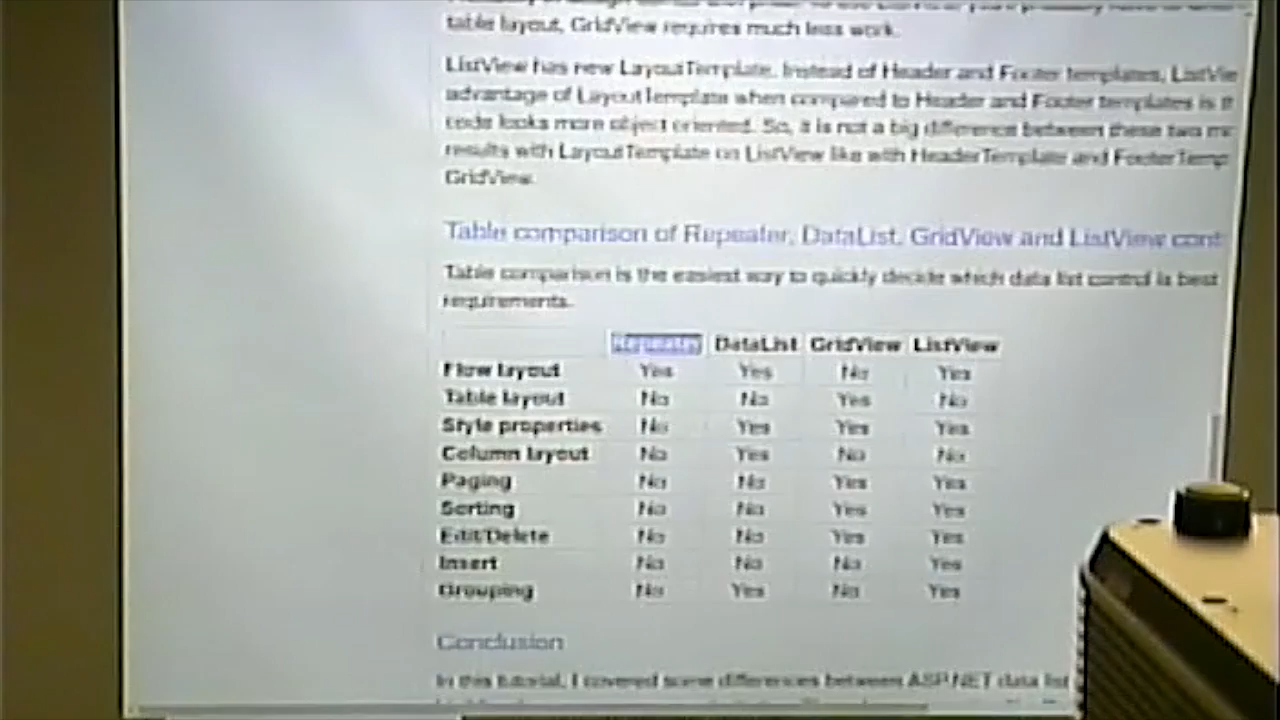 table layout, GridView requires much less work.
ListView has new LayoutTemplate. Instead of Header and Footer templates, ListVie
advantage of LayoutTemplate when compared to Header and Footer templates is t
code looks more object oriented. So, it is not a big difference between these two
results with LayoutTemplate on ListView like with HeaderTemplate and FooterTemp
GridView.
Table comparison of Repeater, DataList, GridView and ListView cont
Table comparison is the easiest way to quickly decide which data list control is best
requirements.
Repeater DataList GridView ListView
Flow layout Yes Yes No Yes
Table layout No No Yes No
Style properties No Yes Yes Yes
Column layout No Yes No No
Paging No No Yes Yes
Sorting No No Yes Yes
Edit/Delete No No Yes Yes
Insert No No No Yes
Grouping No Yes No Yes
Conclusion
In this tutorial, I covered some differences between ASP.NET data list